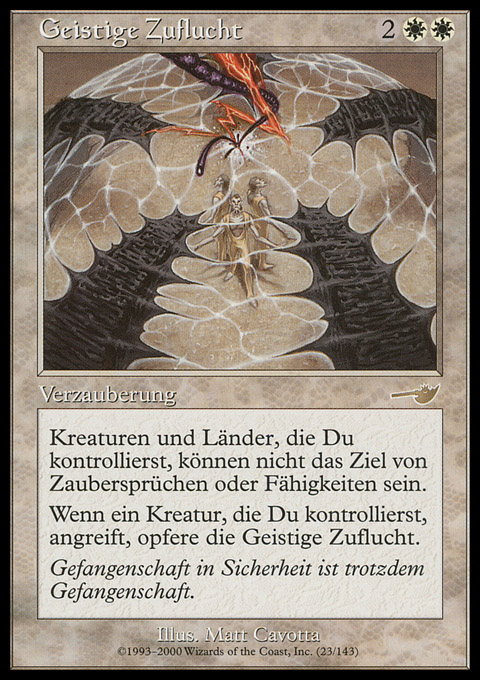 Geistige Zuflucht 2
Verzauberung
Kreaturen und Länder, die Du
kontrollierst, können nicht das Ziel von
Zaubersprüchen oder Fähigkeiten sein.
Wenn ein Kreatur, die Du kontrollierst,
angreift, opfere die Geistige Zuflucht.
Gefangenschaft in Sicherheit ist trotzdem
Gefangenschaft.
Illus. Matt Cavotta
©1993–2000 Wizards of the Coast, Inc. (23/143)